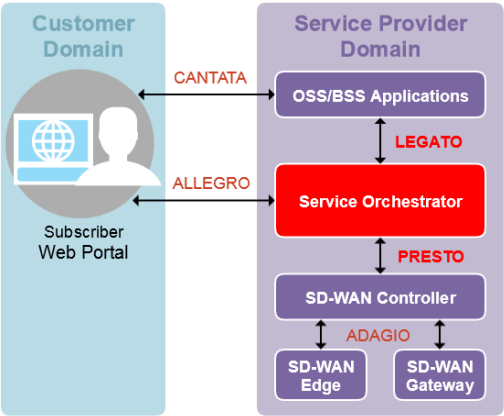 Customer
Domain
Service Provider
Domain
CANTATA
OSS/BSS Applications
LEGATO
ALLEGRO
Service Orchestrator
Subscriber
Web Portal
PRESTO
SD-WAN Controller
ADAGIO
SD-WAN
Edge
SD-WAN
Gateway